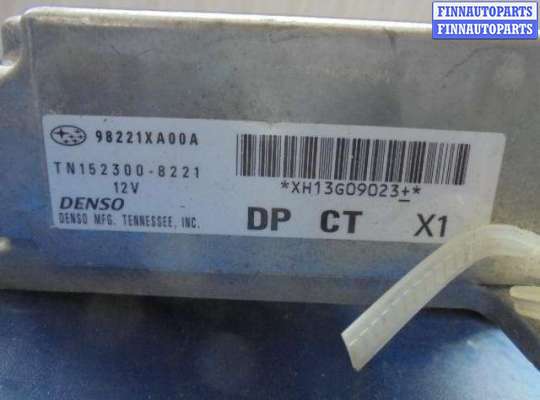 FINNAUTOPARTS
FINNAUTOPARTS
98221XA00A
TN152300-8221
12V
DENSO
DENSO MFG. TENNESSEE, INC.
*XH13G09023+*
DP CT X1